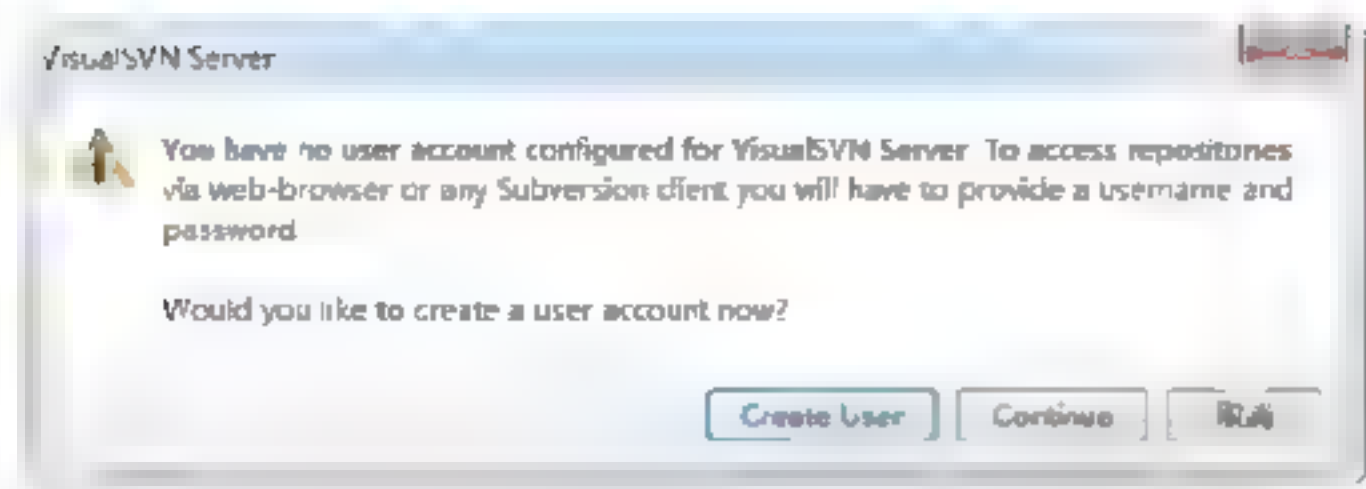 VisualSVN Server
You have no user account configured for VisualSVN Server. To access repositories
via web-browser or any Subversion client you will have to provide a username and
password.
Would you like to create a user account now?
Create User Continue